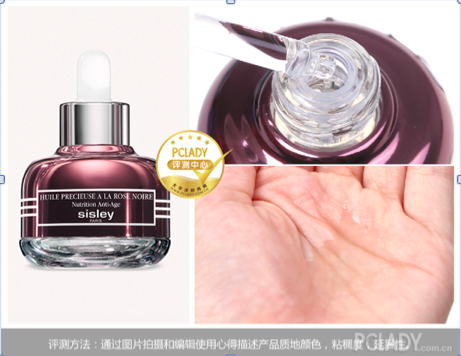 HUILE PRECIEUSE A LA ROSE NOIRE
Nutrition Anti-Age
sisley
PARIS
PCLADY
评测中心
PCLADY
.com.cn
评测方法:通过图片拍摄和编辑使用心得描述产品质地颜色,粘稠度,延展性